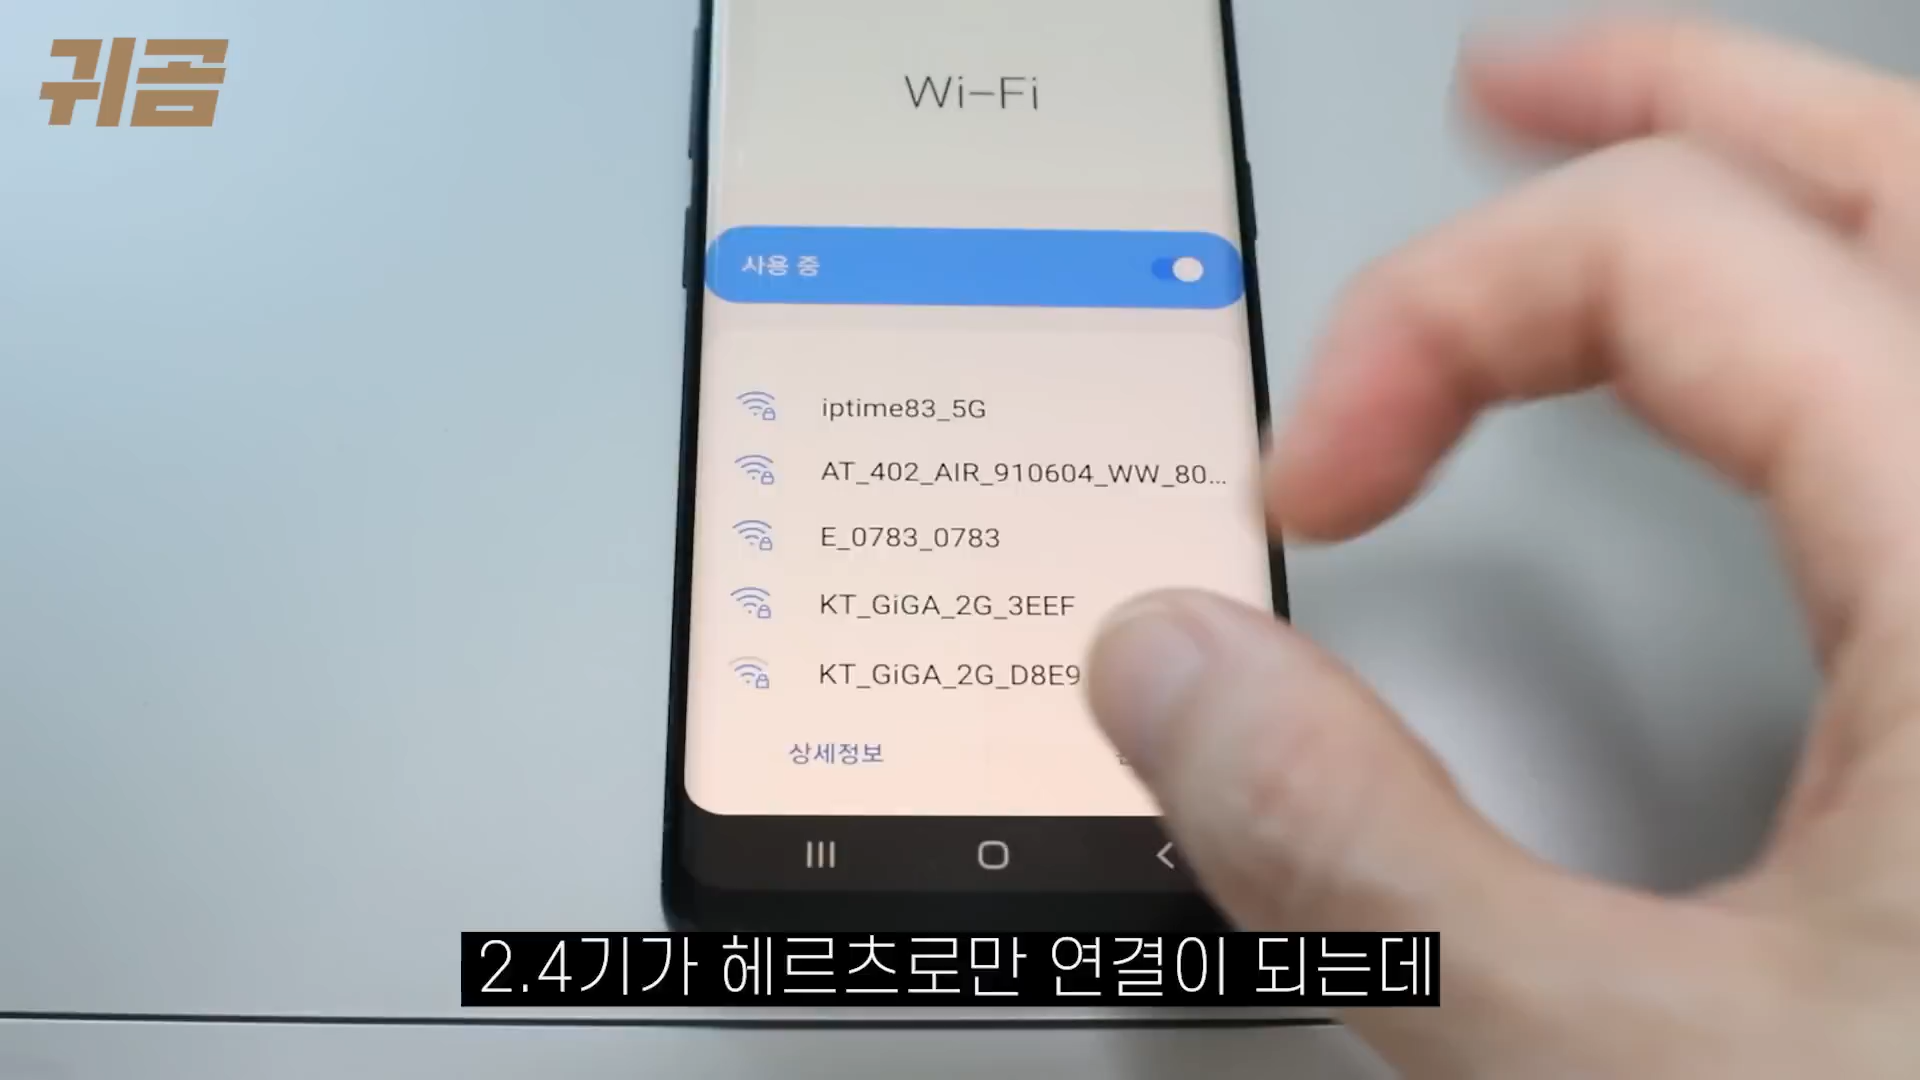 귀곰
Wi-Fi
사용 중
iptime83_5G
AT_402_AIR_910604_WW_80...
E_0783_0783
KT_GiGA_2G_3EEF
KT_GiGA_2G_D8E9
상세정보
2.4기가 헤르츠로만 연결이 되는데